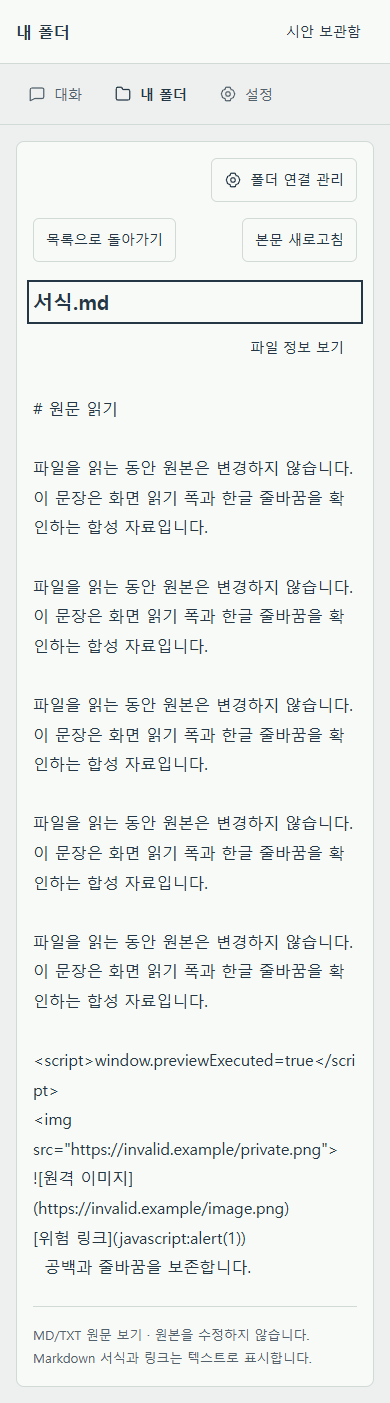 내 폴더
시안 보관함
대화
내 폴더
설정
폴더 연결 관리
목록으로 돌아가기
본문 새로고침
서식.md
파일 정보 보기
# 원문 읽기
파일을 읽는 동안 원본은 변경하지 않습니다.
이 문장은 화면 읽기 폭과 한글 줄바꿈을 확
인하는 합성 자료입니다.
파일을 읽는 동안 원본은 변경하지 않습니다.
이 문장은 화면 읽기 폭과 한글 줄바꿈을 확
인하는 합성 자료입니다.
파일을 읽는 동안 원본은 변경하지 않습니다.
이 문장은 화면 읽기 폭과 한글 줄바꿈을 확
인하는 합성 자료입니다.
파일을 읽는 동안 원본은 변경하지 않습니다.
이 문장은 화면 읽기 폭과 한글 줄바꿈을 확
인하는 합성 자료입니다.
파일을 읽는 동안 원본은 변경하지 않습니다.
이 문장은 화면 읽기 폭과 한글 줄바꿈을 확
인하는 합성 자료입니다.
<script>window.previewExecuted=true</scri
pt>
<img
src="https://invalid.example/private.png">
![원격 이미지]
(https://invalid.example/image.png)
[위험 링크](javascript:alert(1))
공백과 줄바꿈을 보존합니다.
MD/TXT 원문 보기 · 원본을 수정하지 않습니다.
Markdown 서식과 링크는 텍스트로 표시합니다.